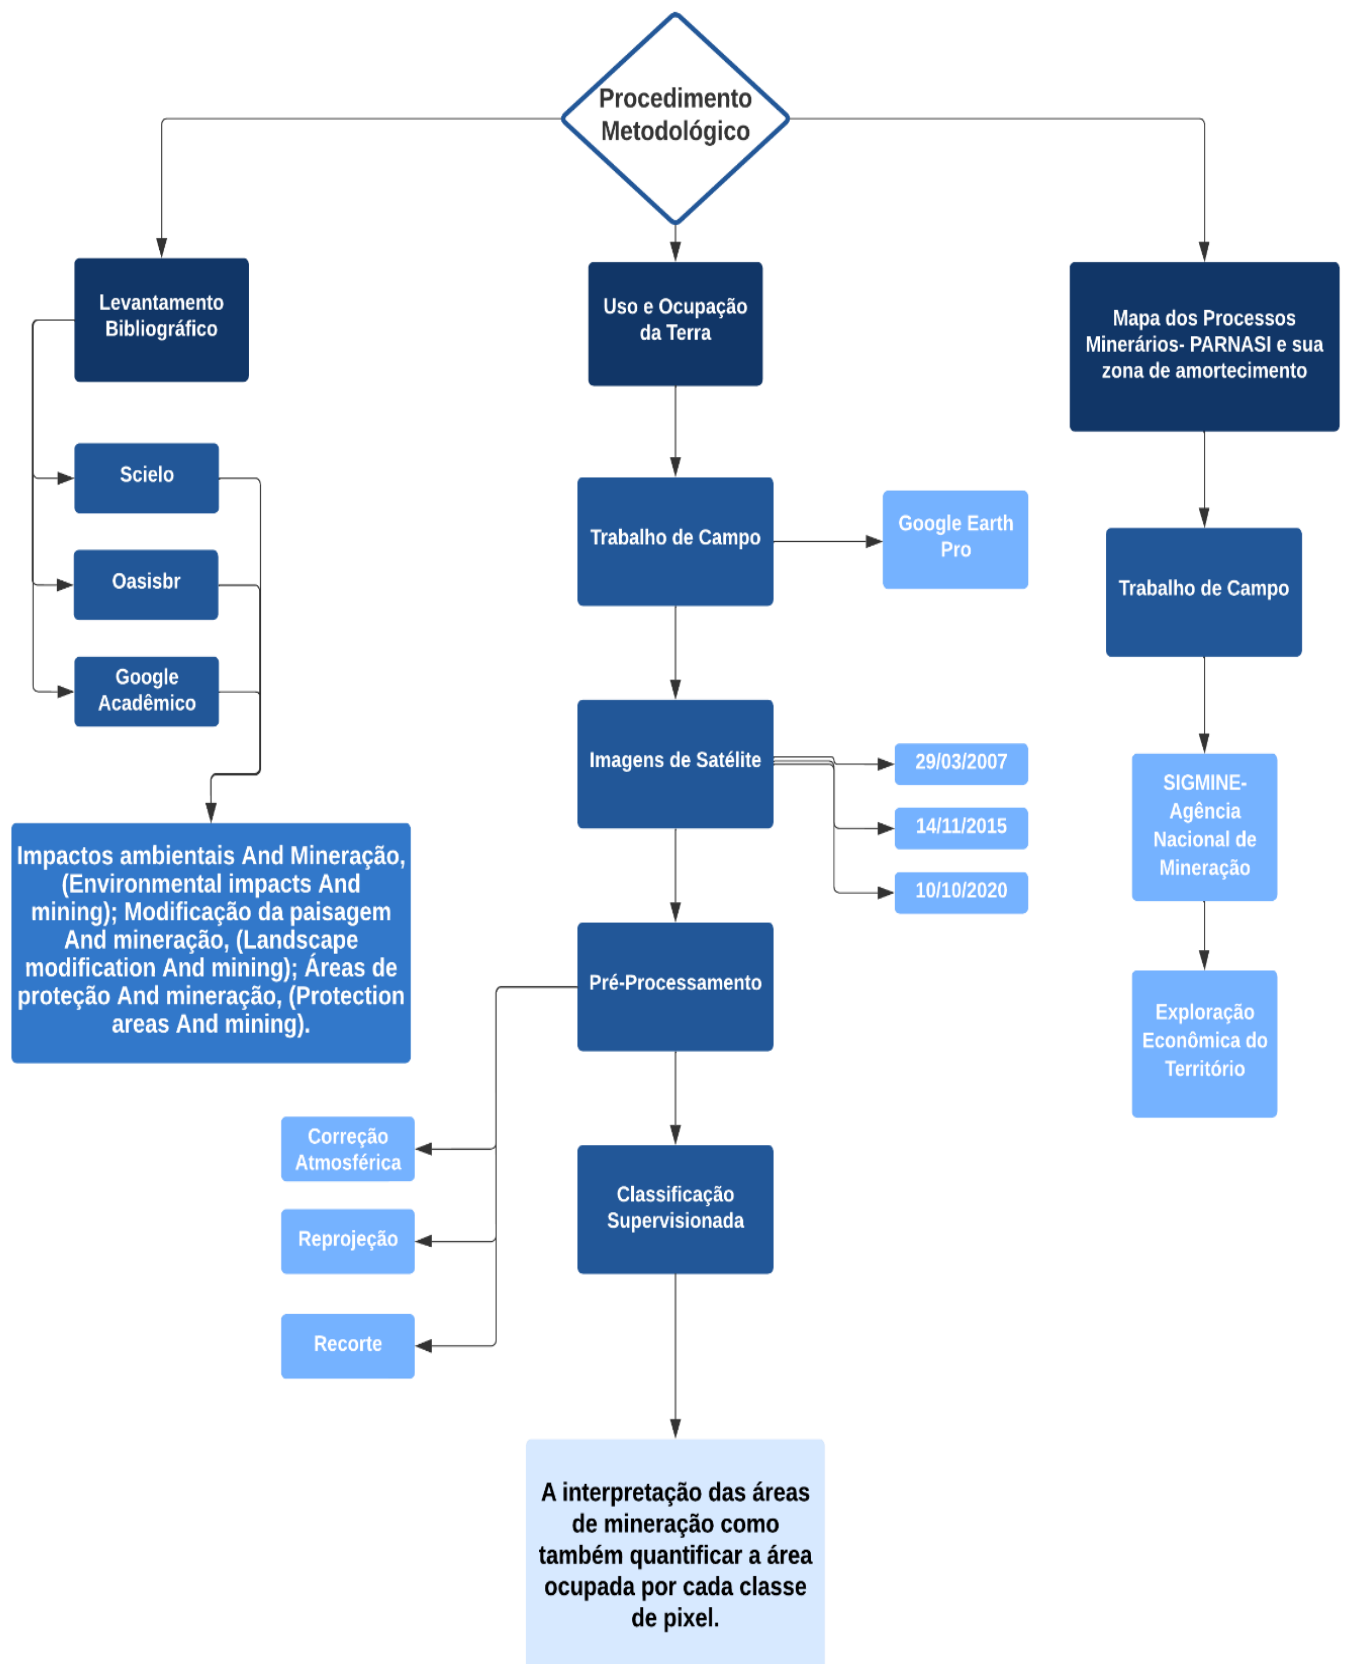 Procedimento
Metodológico
Levantamento
Bibliográfico
Scielo
Oasisbr
Google
Acadêmico
Impactos ambientais And Mineração,
(Environmental impacts And
mining); Modificação da paisagem
And mineração, (Landscape
modification And mining); Áreas de
proteção And mineração, (Protection
areas And mining).
Uso e Ocupação
da Terra
Trabalho de Campo
Google Earth
Pro
Imagens de Satélite
29/03/2007
14/11/2015
10/10/2020
Pré-Processamento
Correção
Atmosférica
Reprojeção
Recorte
Classificação
Supervisionada
A interpretação das áreas
de mineração como
também quantificar a área
ocupada por cada classe
de pixel.
Mapa dos Processos
Minerários- PARNASI e sua
zona de amortecimento
Trabalho de Campo
SIGMINE-
Agência
Nacional de
Mineração
Exploração
Econômica do
Território